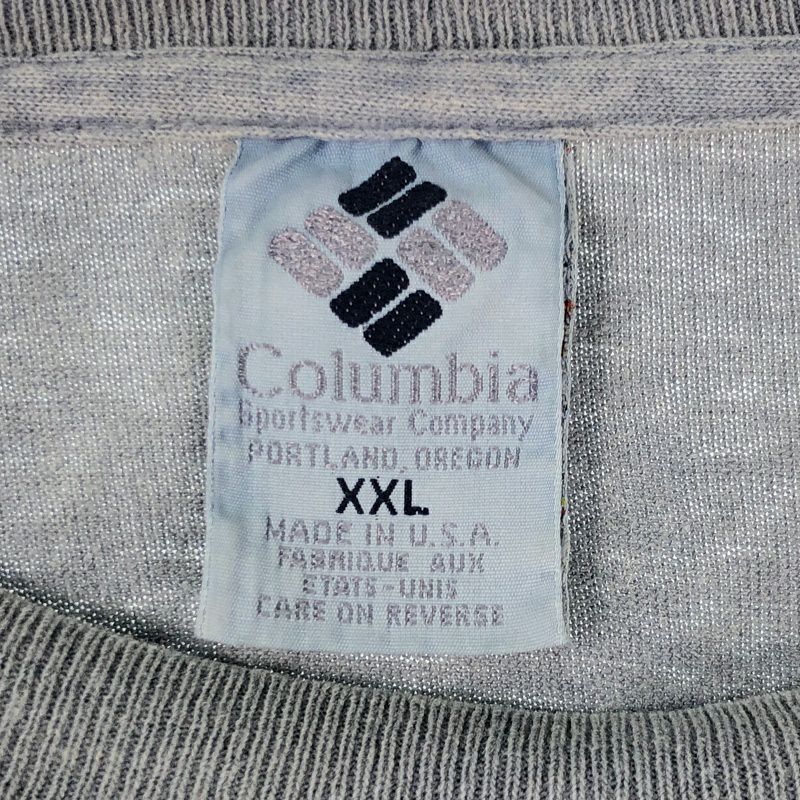 Columbia
Sportswear Company
PORTLAND, OREGON
XXL
MADE IN U.S.A.
FABRIQUE AUX
ETATS-UNIS
CARE ON REVERSE